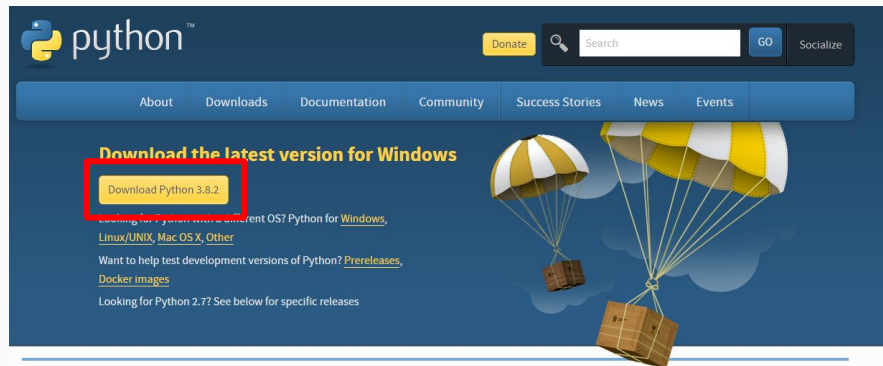 python™
Donate
Search
GO
Socialize
About Downloads Documentation Community Success Stories News Events
Download the latest version for Windows
Download Python 3.8.2
Looking for Python with a different OS? Python for Windows,
Linux/UNIX, Mac OS X, Other
Want to help test development versions of Python? Prereleases,
Docker images
Looking for Python 2.7? See below for specific releases